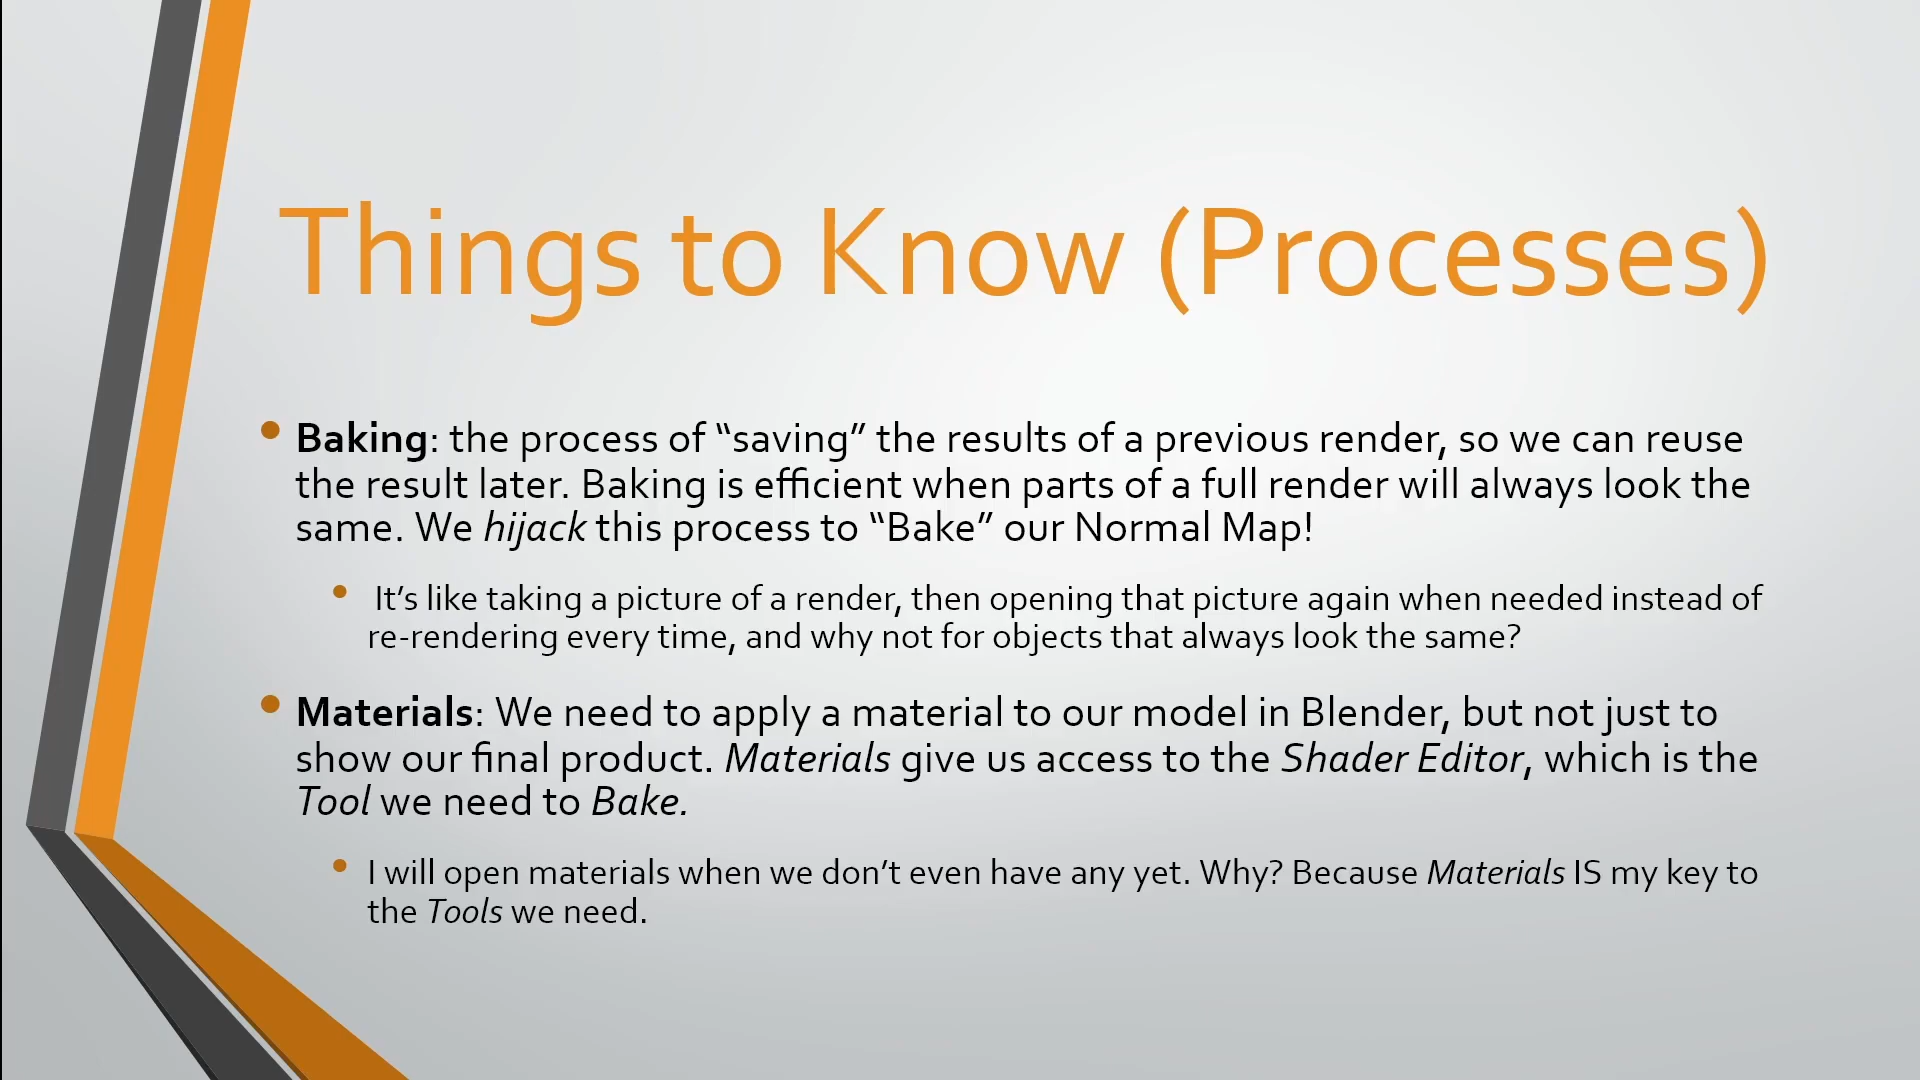 Things to Know (Processes)
• Baking: the process of “saving” the results of a previous render, so we can reuse
the result later. Baking is efficient when parts of a full render will always look the
same. We hijack this process to “Bake” our Normal Map!
• It’s like taking a picture of a render, then opening that picture again when needed instead of
re-rendering every time, and why not for objects that always look the same?
• Materials: We need to apply a material to our model in Blender, but not just to
show our final product. Materials give us access to the Shader Editor, which is the
Tool we need to Bake.
• I will open materials when we don’t even have any yet. Why? Because Materials IS my key to
the Tools we need.